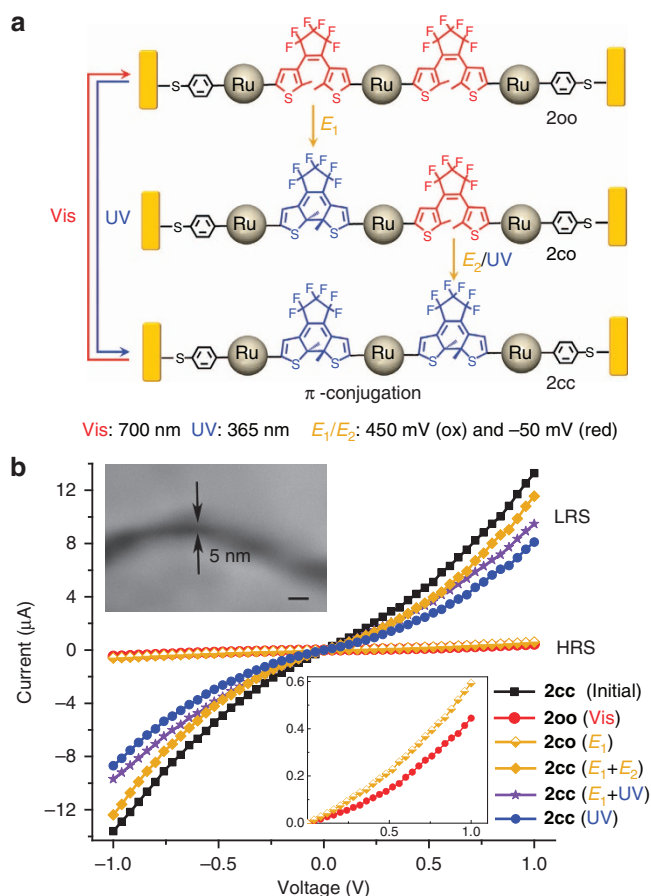 a
F F F F F F
F F F F F F
S Ru S S Ru S S Ru S
2oo
E1
F F F F F F
F F F F F F
Vis UV
S Ru S S Ru S S Ru S
2co
E2/UV
F F F F F F
F F F F F F
S Ru S S Ru S S Ru S
2cc
π -conjugation
Vis: 700 nm UV: 365 nm E1/E2: 450 mV (ox) and –50 mV (red)
b
12
8
4
0
–4
–8
–12
Current (μA)
5 nm
LRS
HRS
0.6
0.4
0.2
0.0
0.5 1.0
2cc (Initial)
2oo (Vis)
2co (E1)
2cc (E1+E2)
2cc (E1+UV)
2cc (UV)
–1.0 –0.5 0.0 0.5 1.0
Voltage (V)